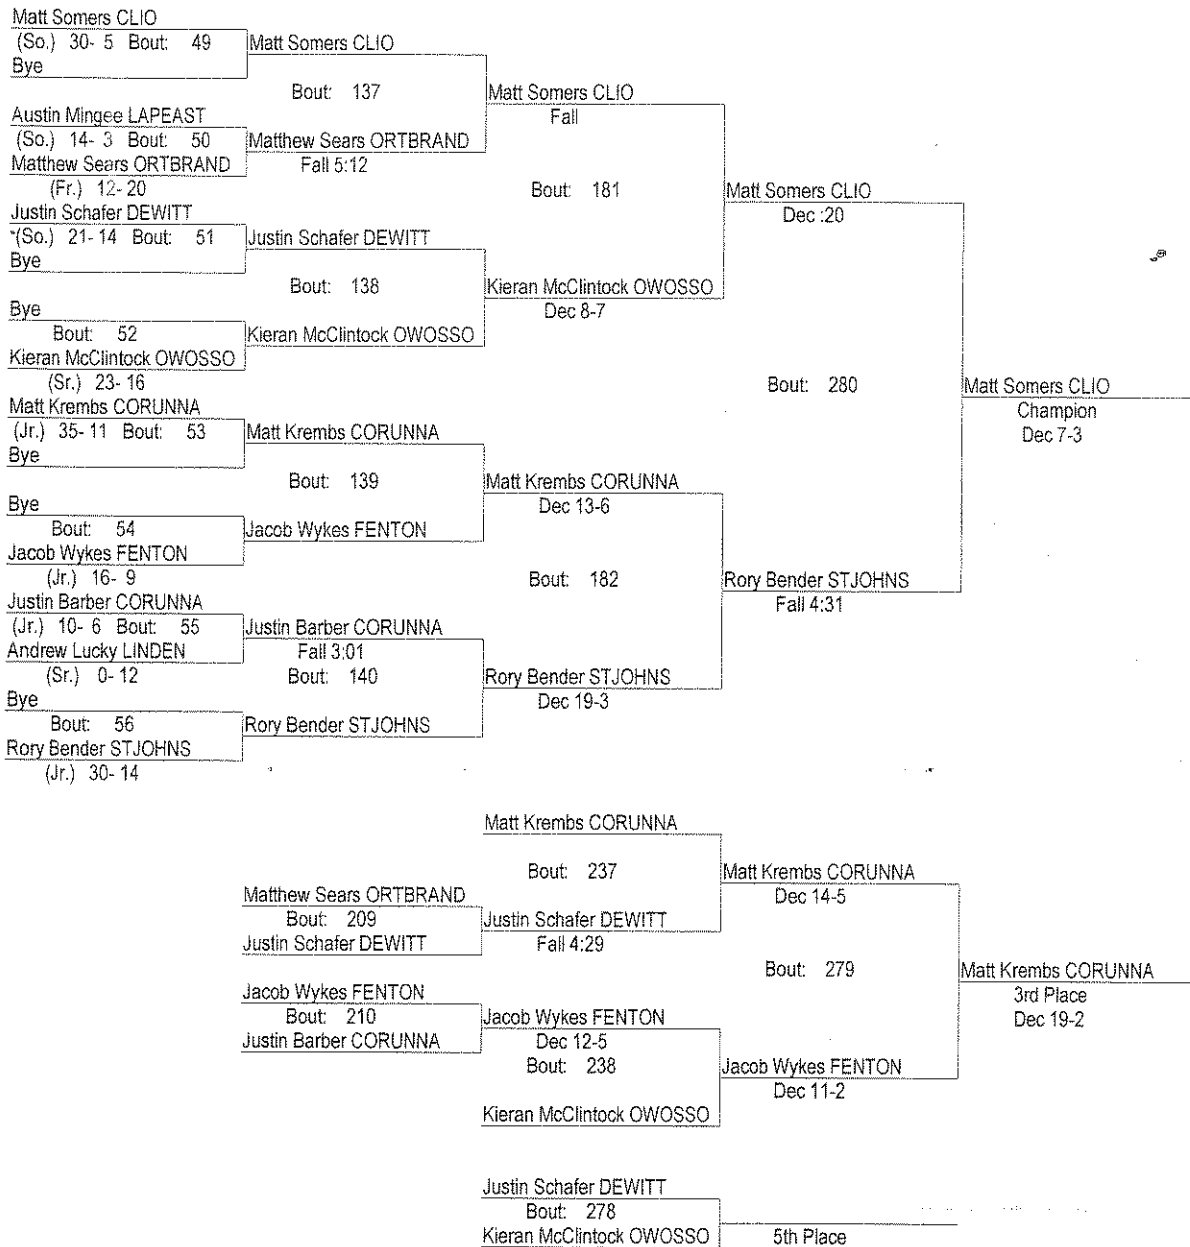 Matt Somers CLIO
(So.) 30- 5 Bout: 49
Bye
Matt Somers CLIO
Bout: 137
Austin Mingee LAPEAST
(So.) 14- 3 Bout: 50
Matthew Sears ORTBRAND
(Fr.) 12- 20
Matthew Sears ORTBRAND
Fall 5:12
Matt Somers CLIO
Fall
Bout: 181
Justin Schafer DEWITT
(So.) 21- 14 Bout: 51
Bye
Justin Schafer DEWITT
Bout: 138
Bye
Bout: 52
Kieran McClintock OWOSSO
(Sr.) 23- 16
Kieran McClintock OWOSSO
Kieran McClintock OWOSSO
Dec 8-7
Matt Somers CLIO
Dec :20
Bout: 280
Matt Somers CLIO
Champion
Dec 7-3
Matt Krembs CORUNNA
(Jr.) 35- 11 Bout: 53
Bye
Matt Krembs CORUNNA
Bout: 139
Bye
Bout: 54
Jacob Wykes FENTON
(Jr.) 16- 9
Jacob Wykes FENTON
Matt Krembs CORUNNA
Dec 13-6
Bout: 182
Justin Barber CORUNNA
(Jr.) 10- 6 Bout: 55
Andrew Lucky LINDEN
(Sr.) 0- 12
Justin Barber CORUNNA
Fall 3:01
Bout: 140
Bye
Bout: 56
Rory Bender STJOHNS
(Jr.) 30- 14
Rory Bender STJOHNS
Rory Bender STJOHNS
Dec 19-3
Rory Bender STJOHNS
Fall 4:31
Matt Krembs CORUNNA
Bout: 237
Matthew Sears ORTBRAND
Bout: 209
Justin Schafer DEWITT
Justin Schafer DEWITT
Fall 4:29
Matt Krembs CORUNNA
Dec 14-5
Bout: 279
Jacob Wykes FENTON
Bout: 210
Justin Barber CORUNNA
Jacob Wykes FENTON
Dec 12-5
Bout: 238
Kieran McClintock OWOSSO
Jacob Wykes FENTON
Dec 11-2
Matt Krembs CORUNNA
3rd Place
Dec 19-2
Justin Schafer DEWITT
Bout: 278
Kieran McClintock OWOSSO
5th Place